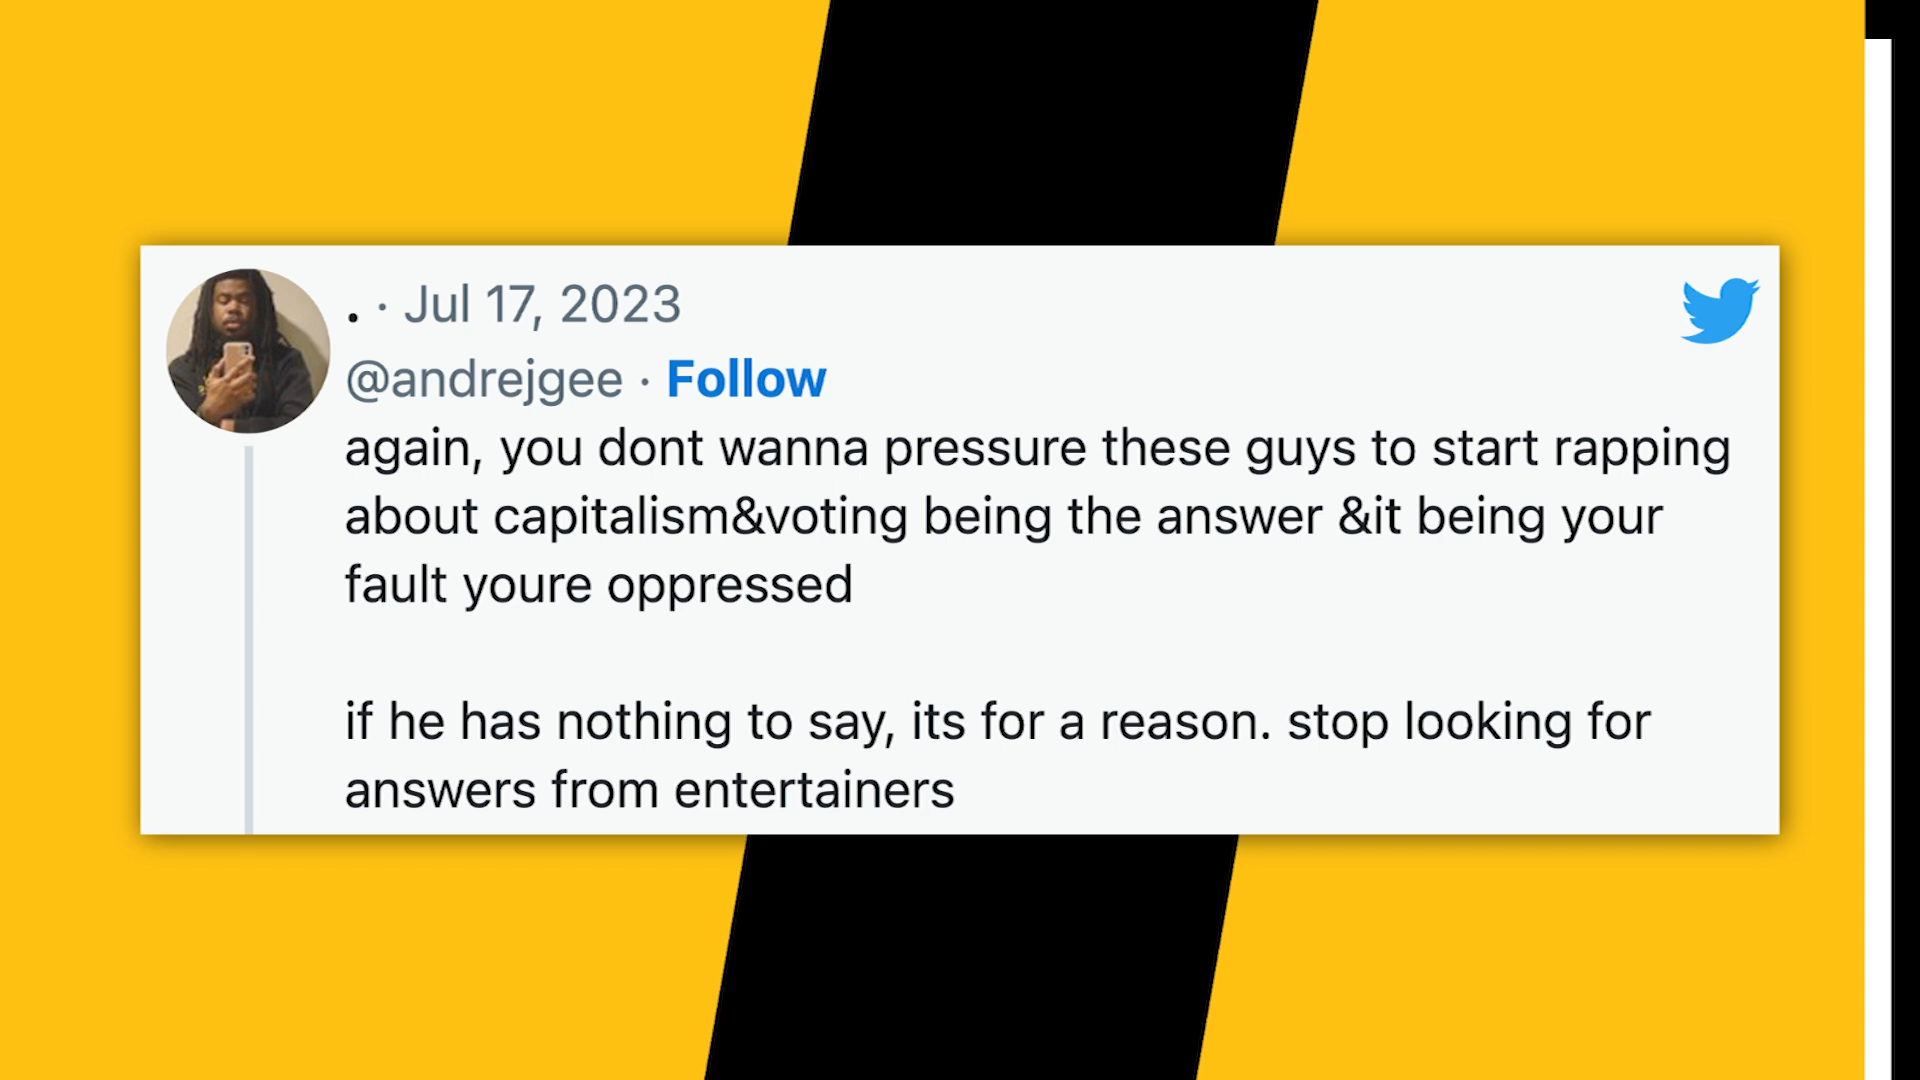 . · Jul 17, 2023
@andrejgee · Follow
again, you dont wanna pressure these guys to start rapping
about capitalism&voting being the answer &it being your
fault youre oppressed
if he has nothing to say, its for a reason. stop looking for
answers from entertainers